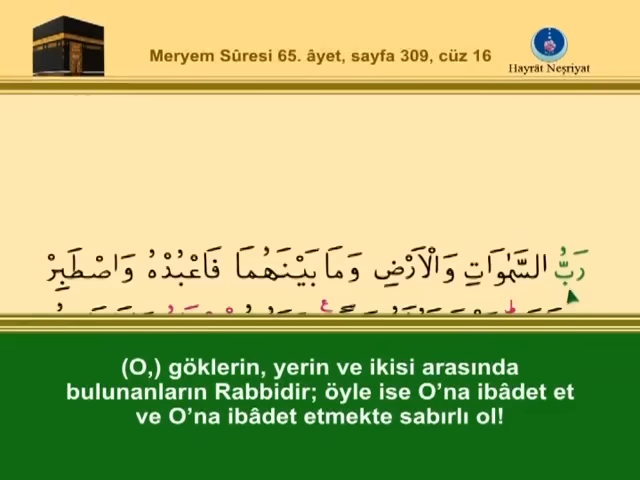 Meryem Sûresi 65. âyet, sayfa 309, cüz 16
Hayrât Neşriyat
رَبُّ السَّمٰوَاتِ وَالْاَرْضِ وَمَا بَيْنَهُمَا فَاعْبُدْهُ وَاصْطَبِرْ
(O,) göklerin, yerin ve ikisi arasında
bulunanların Rabbidir; öyle ise O’na ibâdet et
ve O’na ibâdet etmekte sabırlı ol!